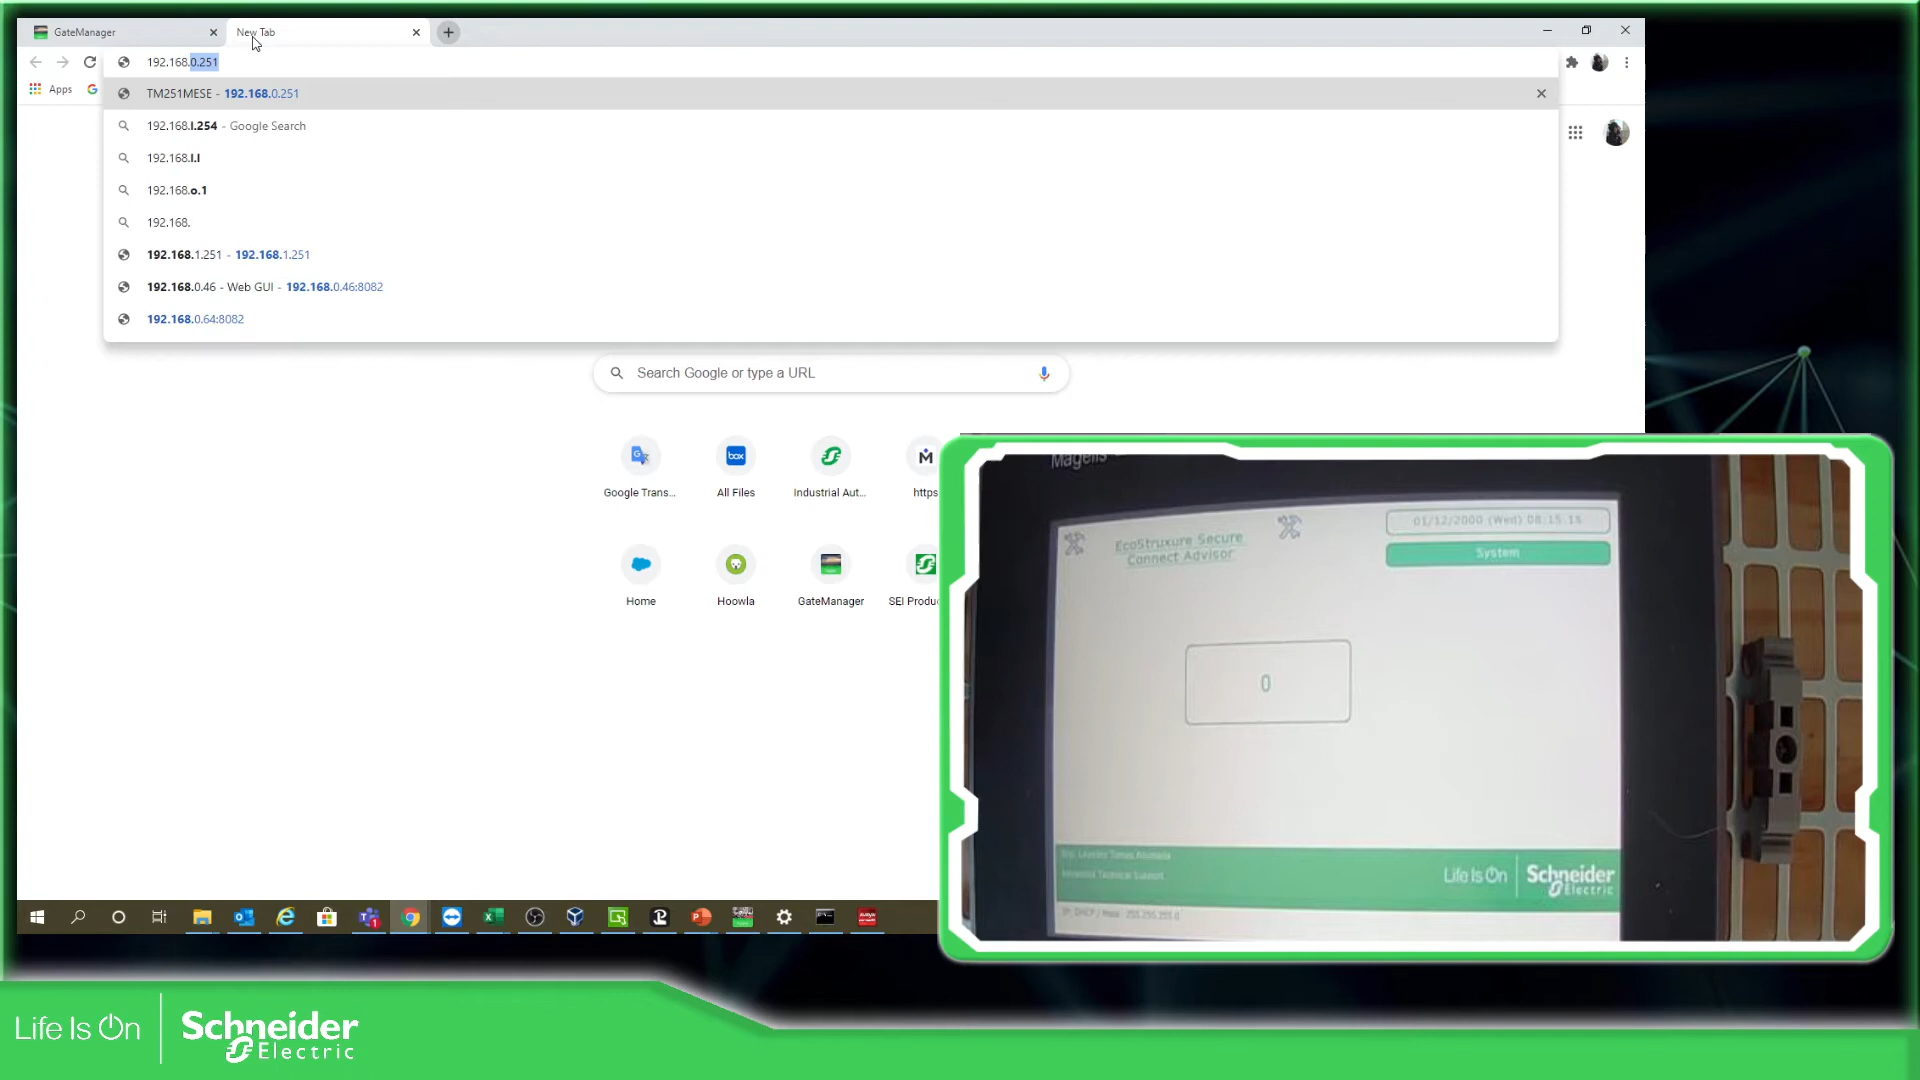 GateManager
New Tab
192.168.0.251
Apps
TM251MESE - 192.168.0.251
192.168.l.254 - Google Search
192.168.l.l
192.168.o.1
192.168.
192.168.1.251 - 192.168.1.251
192.168.0.46 - Web GUI - 192.168.0.46:8082
192.168.0.64:8082
Search Google or type a URL
Google Trans...
All Files
Industrial Aut...
https
Home
Hoowla
GateManager
SEI Produ
Magelis
EcoStruxure Secure
Connect Advisor
01/12/2000 (Wed) 08:15:15
System
0
Advanced Technical Support
Life Is On
Schneider
Electric
Life Is On
Schneider
Electric